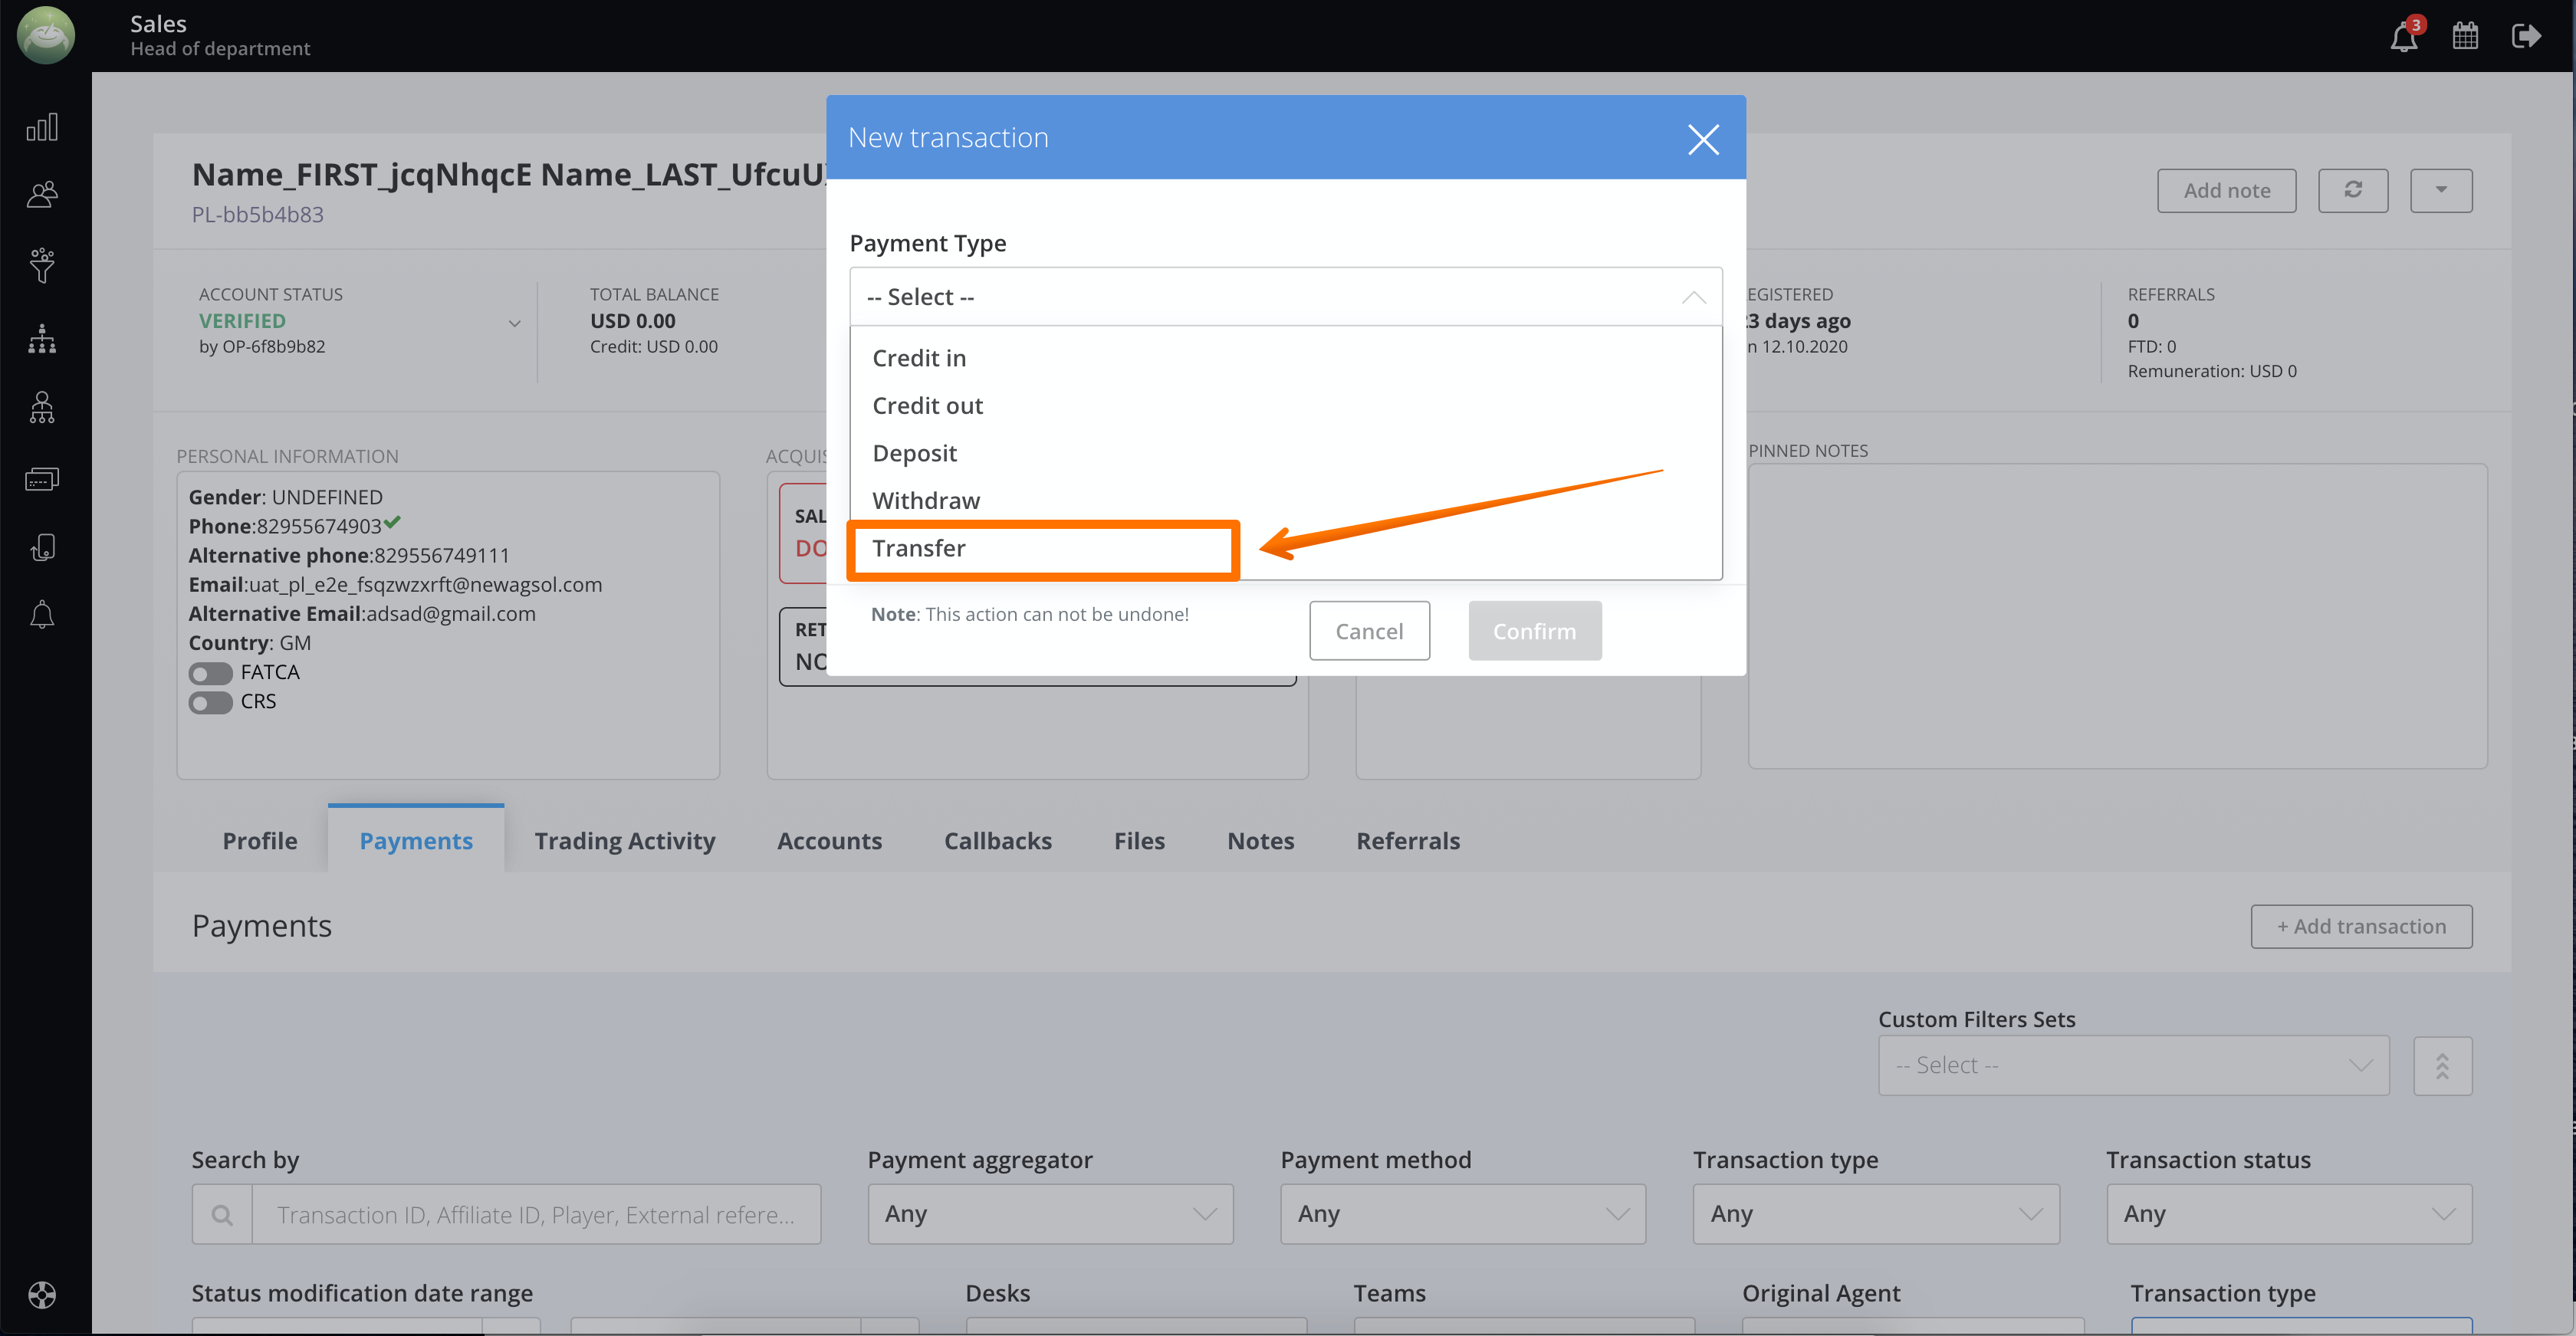 Sales
Head of department
3
New transaction
Name_FIRST_jcqNhqcE Name_LAST_UfcuU
PL-bb5b4b83
Add note
Payment Type
-- Select --
Credit in
Credit out
Deposit
Withdraw
Transfer
Note: This action can not be undone!
Cancel
Confirm
ACCOUNT STATUS
VERIFIED
by OP-6f8b9b82
TOTAL BALANCE
USD 0.00
Credit: USD 0.00
EGISTERED
3 days ago
n 12.10.2020
REFERRALS
0
FTD: 0
Remuneration: USD 0
PERSONAL INFORMATION
Gender: UNDEFINED
Phone:82955674903
Alternative phone:829556749111
Email:uat_pl_e2e_fsqzwzxrft@newagsol.com
Alternative Email:adsad@gmail.com
Country: GM
FATCA
CRS
ACQUIS
SAL
DO
RET
NO
PINNED NOTES
Profile
Payments
Trading Activity
Accounts
Callbacks
Files
Notes
Referrals
Payments
+ Add transaction
Custom Filters Sets
-- Select --
Search by
Transaction ID, Affiliate ID, Player, External refere...
Payment aggregator
Any
Payment method
Any
Transaction type
Any
Transaction status
Any
Status modification date range
Desks
Teams
Original Agent
Transaction type